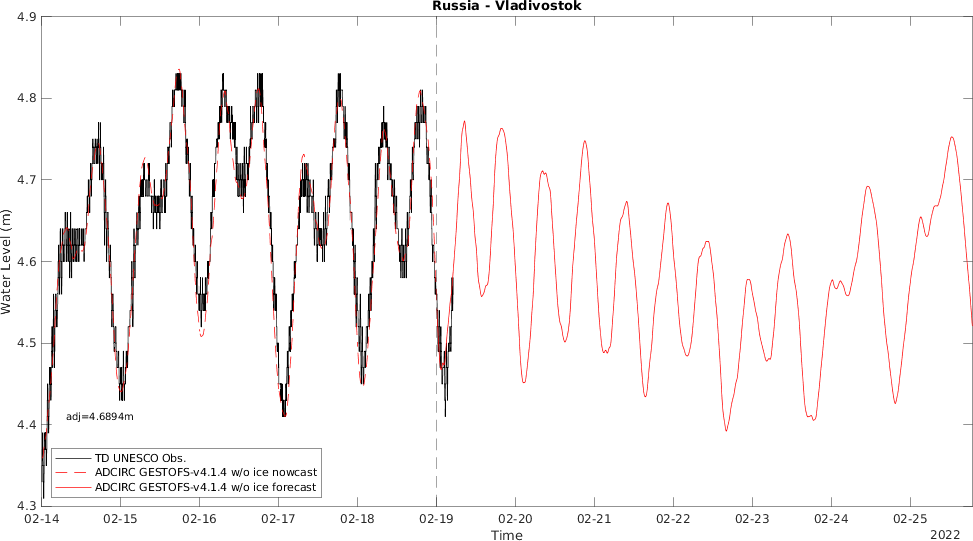 Russia - Vladivostok
4.9
4.8
4.7
4.6
4.5
4.4
4.3
Water Level (m)
adj=4.6894m
TD UNESCO Obs.
ADCIRC GESTOFS-v4.1.4 w/o ice nowcast
ADCIRC GESTOFS-v4.1.4 w/o ice forecast
02-14 02-15 02-16 02-17 02-18 02-19 02-20 02-21 02-22 02-23 02-24 02-25
Time
2022